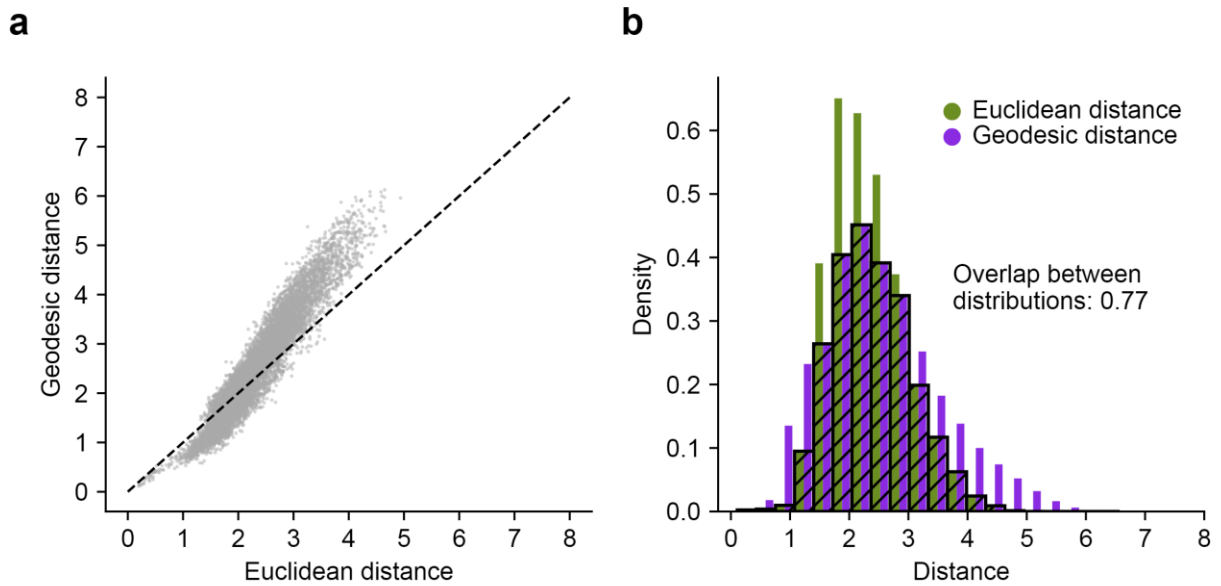 a
8
7
6
5
4
3
2
1
0
Geodesic distance
0 1 2 3 4 5 6 7 8
Euclidean distance
b
Euclidean distance
Geodesic distance
Overlap between
distributions: 0.77
0.6
0.5
0.4
0.3
0.2
0.1
0.0
Density
0 1 2 3 4 5 6 7 8
Distance